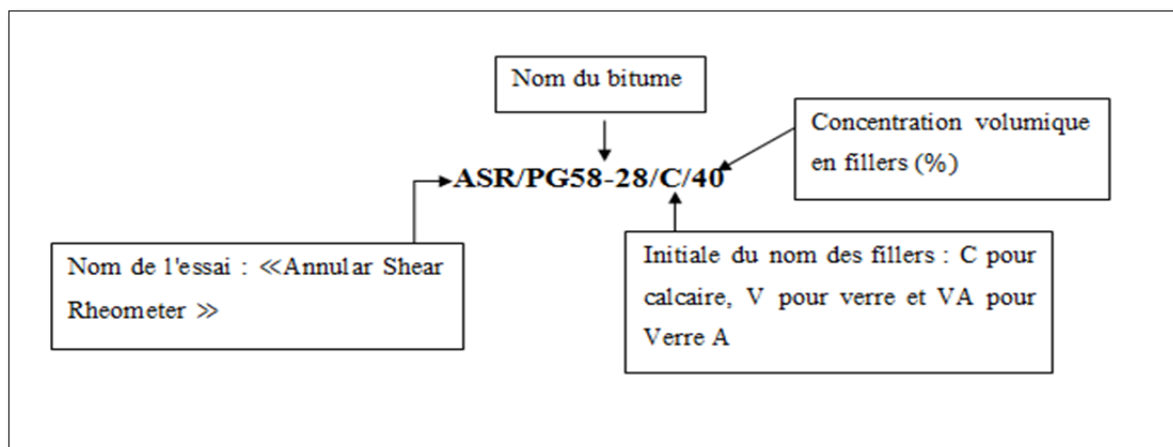 Nom du bitume
Concentration volumique
en fillers (%)
ASR/PG58-28/C/40
Nom de l'essai : ≪Annular Shear
Rheometer ≫
Initiale du nom des fillers : C pour
calcaire, V pour verre et VA pour
Verre A